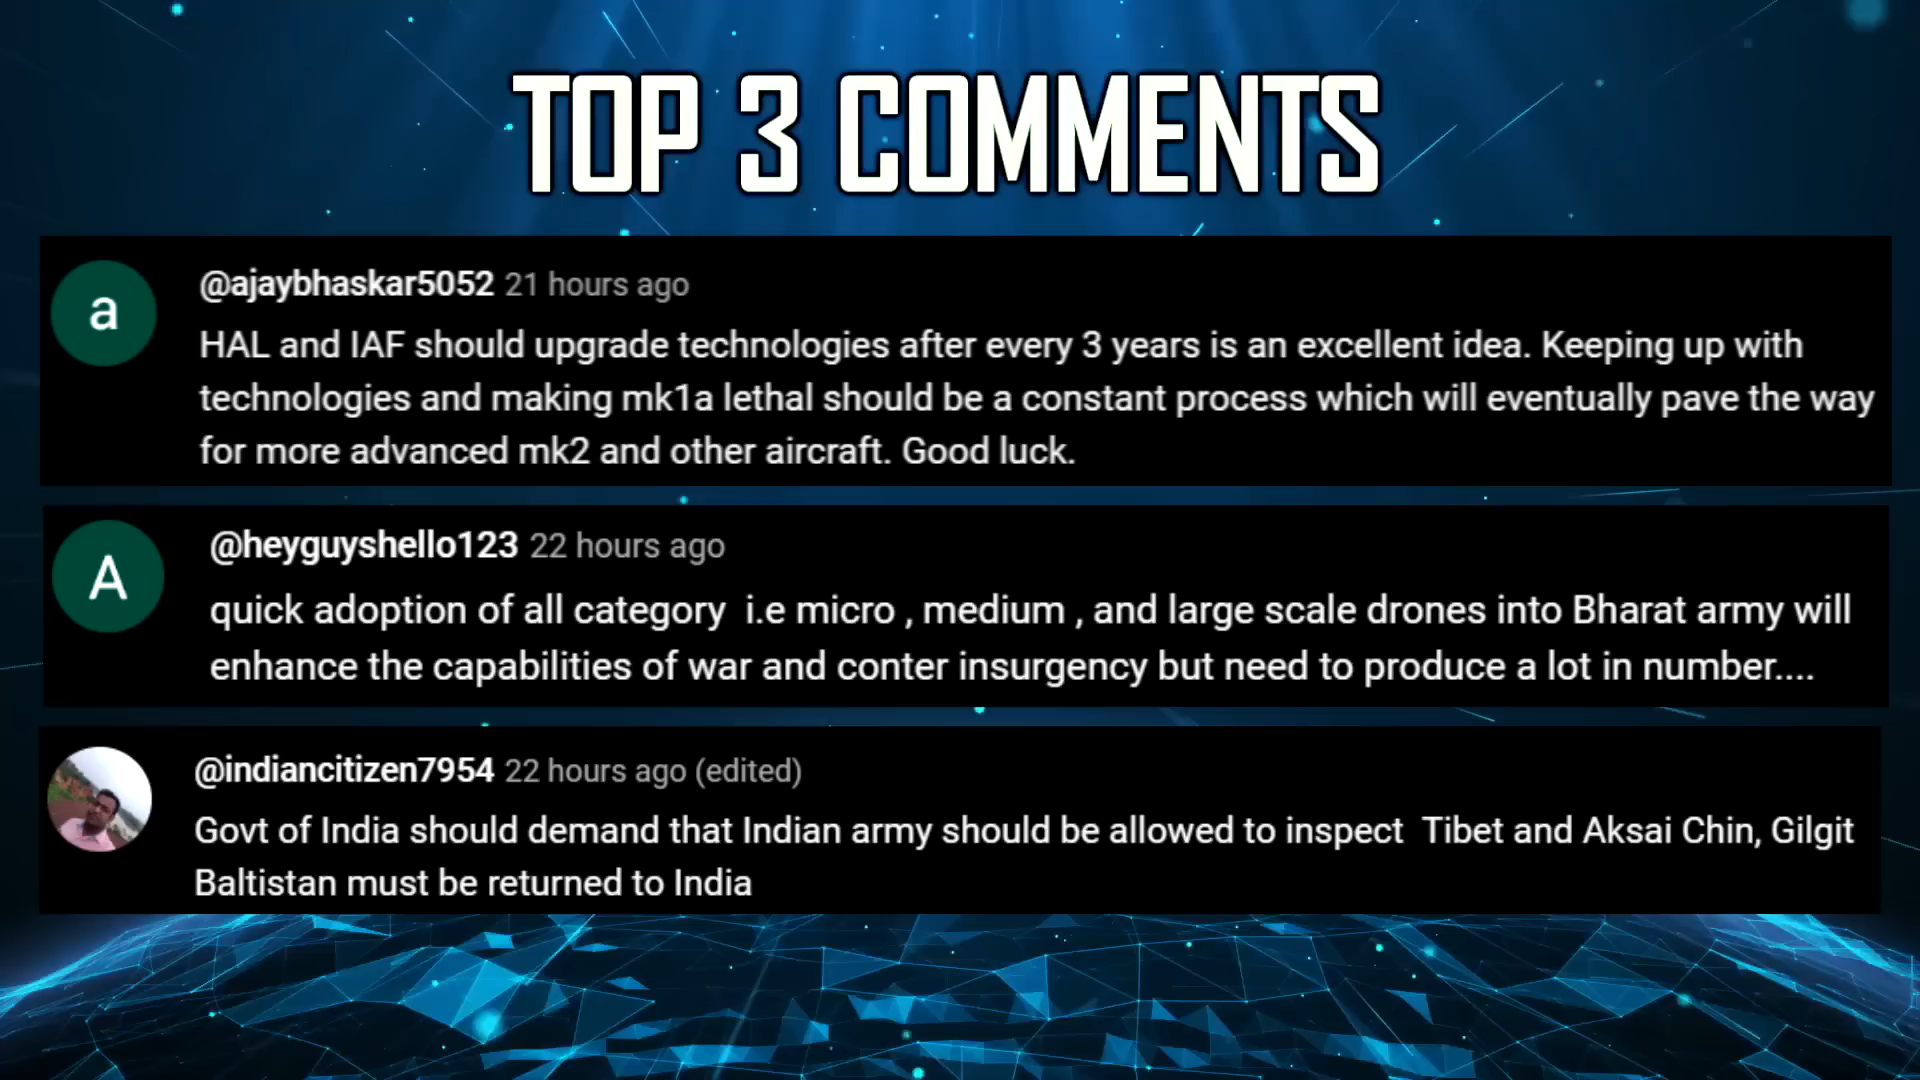 TOP 3 COMMENTS
a
@ajaybhaskar5052 21 hours ago
HAL and IAF should upgrade technologies after every 3 years is an excellent idea. Keeping up with
technologies and making mk1a lethal should be a constant process which will eventually pave the way
for more advanced mk2 and other aircraft. Good luck.
A
@heyguyshello123 22 hours ago
quick adoption of all category  i.e micro , medium , and large scale drones into Bharat army will
enhance the capabilities of war and conter insurgency but need to produce a lot in number....
@indiancitizen7954 22 hours ago (edited)
Govt of India should demand that Indian army should be allowed to inspect  Tibet and Aksai Chin, Gilgit
Baltistan must be returned to India